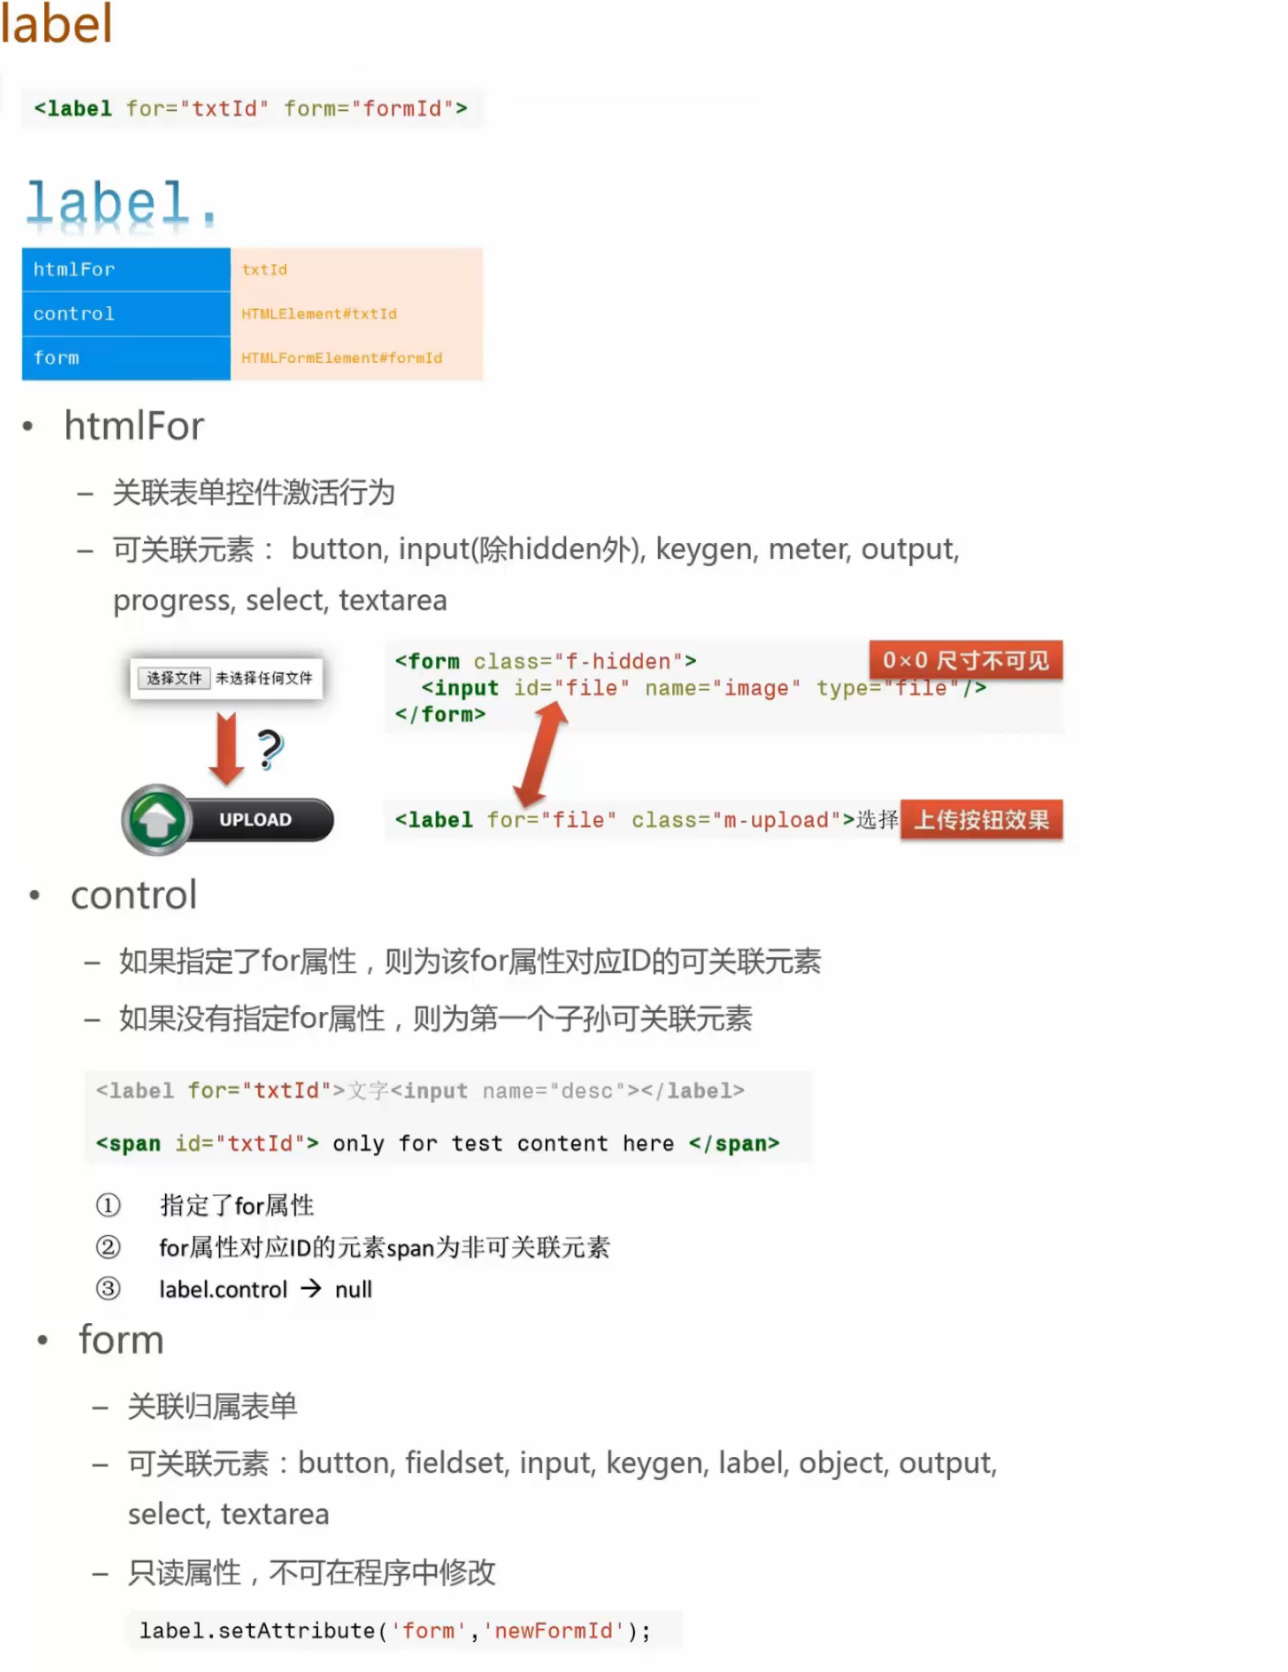 label
<label for="txtId" form="formId">
label.
htmlFor txtId
control HTMLElement#txtId
form HTMLFormElement#formId
• htmlFor
– 关联表单控件激活行为
– 可关联元素： button, input(除hidden外), keygen, meter, output,
progress, select, textarea
选择文件 未选择任何文件
?
UPLOAD
<form class="f-hidden">
0×0 尺寸不可见
<input id="file" name="image" type="file"/>
</form>
<label for="file" class="m-upload">选择
上传按钮效果
• control
– 如果指定了for属性，则为该for属性对应ID的可关联元素
– 如果没有指定for属性，则为第一个子孙可关联元素
<label for="txtId">文字<input name="desc"></label>
<span id="txtId"> only for test content here </span>
① 指定了for属性
② for属性对应ID的元素span为非可关联元素
③ label.control → null
• form
– 关联归属表单
– 可关联元素：button, fieldset, input, keygen, label, object, output,
select, textarea
– 只读属性，不可在程序中修改
label.setAttribute('form','newFormId');